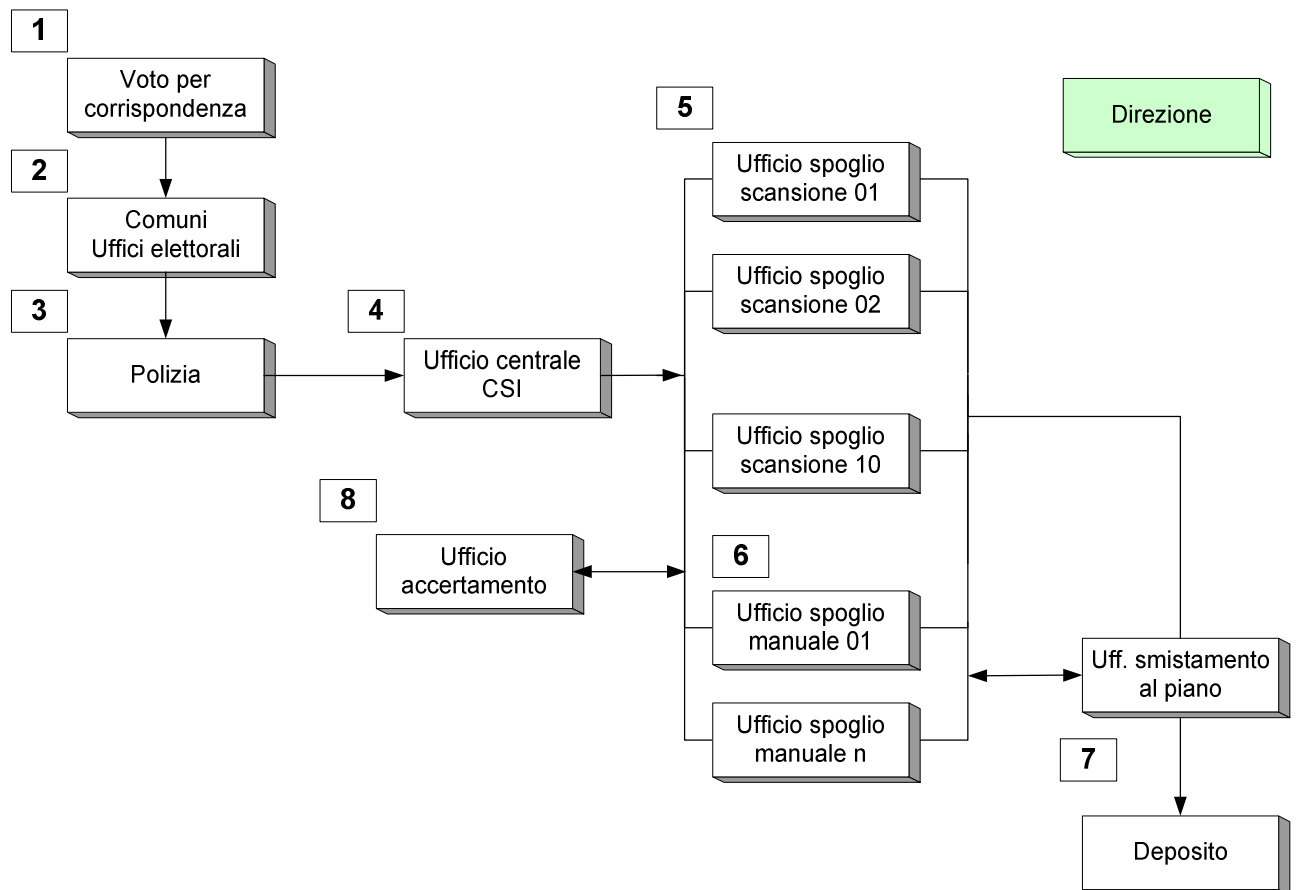 1
Voto per
corrispondenza
2
Comuni
Uffici elettorali
3
Polizia
4
Ufficio centrale
CSI
5
Ufficio spoglio
scansione 01
Ufficio spoglio
scansione 02
Ufficio spoglio
scansione 10
6
Ufficio spoglio
manuale 01
Ufficio spoglio
manuale n
8
Ufficio
accertamento
Direzione
Uff. smistamento
al piano
7
Deposito